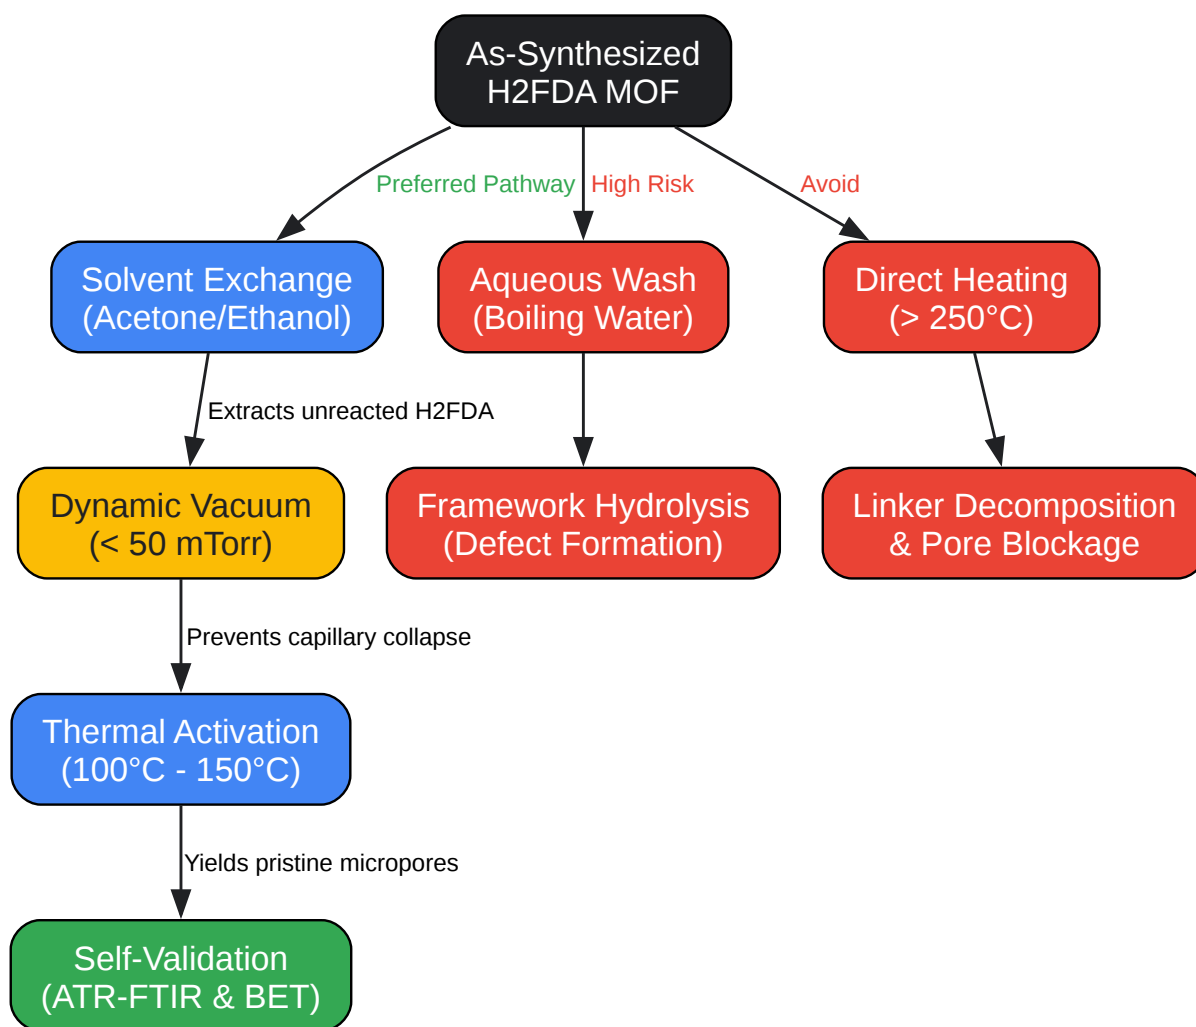 As-Synthesized
H2FDA MOF
Preferred Pathway
High Risk
Avoid
Solvent Exchange
(Acetone/Ethanol)
Aqueous Wash
(Boiling Water)
Direct Heating
(> 250°C)
Extracts unreacted H2FDA
Dynamic Vacuum
(< 50 mTorr)
Framework Hydrolysis
(Defect Formation)
Linker Decomposition
& Pore Blockage
Prevents capillary collapse
Thermal Activation
(100°C - 150°C)
Yields pristine micropores
Self-Validation
(ATR-FTIR & BET)